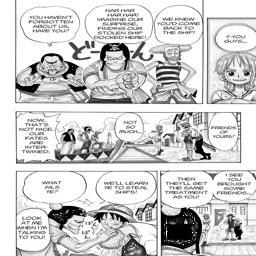 Y-YOU
GUYS...
WE KNEW
YOU'D COME
BACK TO
THE SHIP!
HAR HAR
HAR HAR!
IMAGINE OUR
SURPRISE,
FINDING OUR
STOLEN SHIP
DOCKED HERE!
YOU HAVEN'T
FORGOTTEN
ABOUT US,
HAVE YOU?
FRIENDS
OF YOURS?
NOT
SO
MUCH.
NOW,
THAT'S
NOT NICE.
OUR
FATES ARE
INTER-
TWINED.
I SEE
YOU
BROUGHT
SOME
FRIENDS...
THEN
THEY'LL GET
THE SAME
TREATMENT
AS YOU!
WE'LL LEARN
YE TO STEAL
SHIPS!
WHAT
AILS
YE?
LOOK AT
ME WHEN I'M
TALKING
TO YOU!